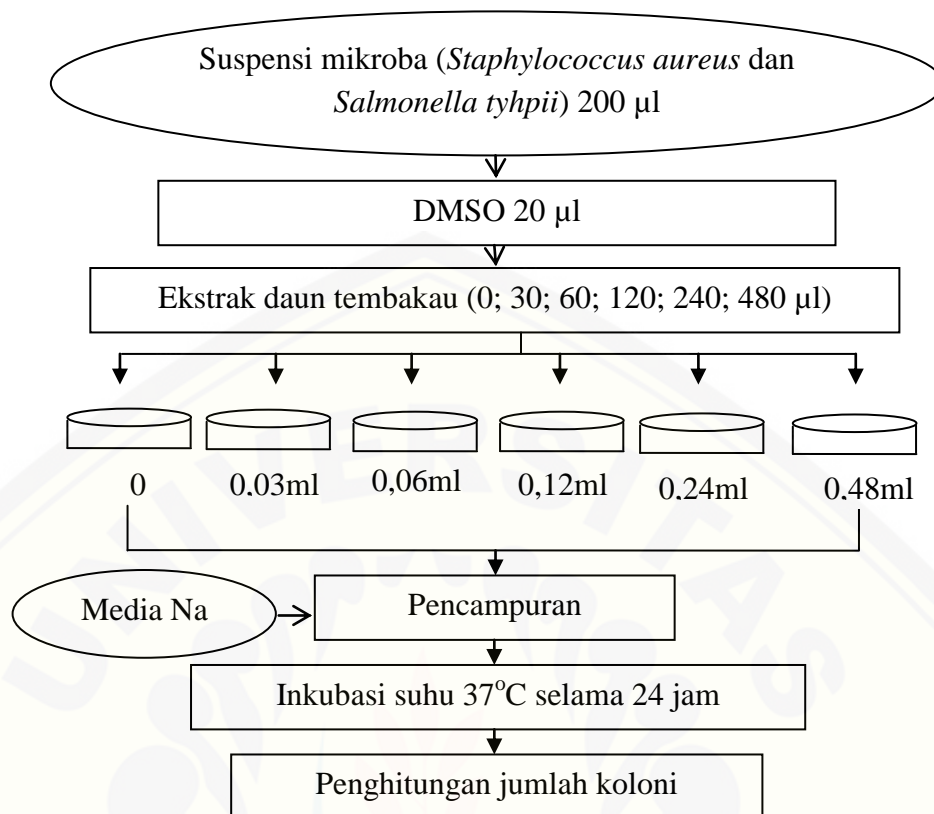 Suspensi mikroba (Staphylococcus aureus dan
Salmonella tyhpii) 200 µl
DMSO 20 µl
Ekstrak daun tembakau (0; 30; 60; 120; 240; 480 µl)
0 0,03ml 0,06ml 0,12ml 0,24ml 0,48ml
Media Na
Pencampuran
Inkubasi suhu 37°C selama 24 jam
Penghitungan jumlah koloni
UNIVERSITAS